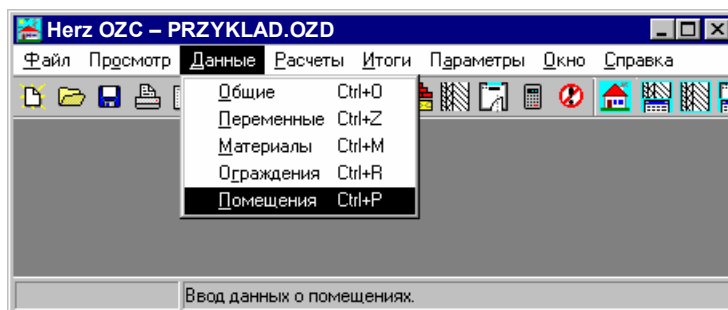 Herz OZC – PRZYKLAD.OZD
Файл Просмотр Данные Расчеты Итоги Параметры Окно Справка
Общие Ctrl+O
Переменные Ctrl+Z
Материалы Ctrl+M
Ограждения Ctrl+R
Помещения Ctrl+P
Ввод данных о помещениях.